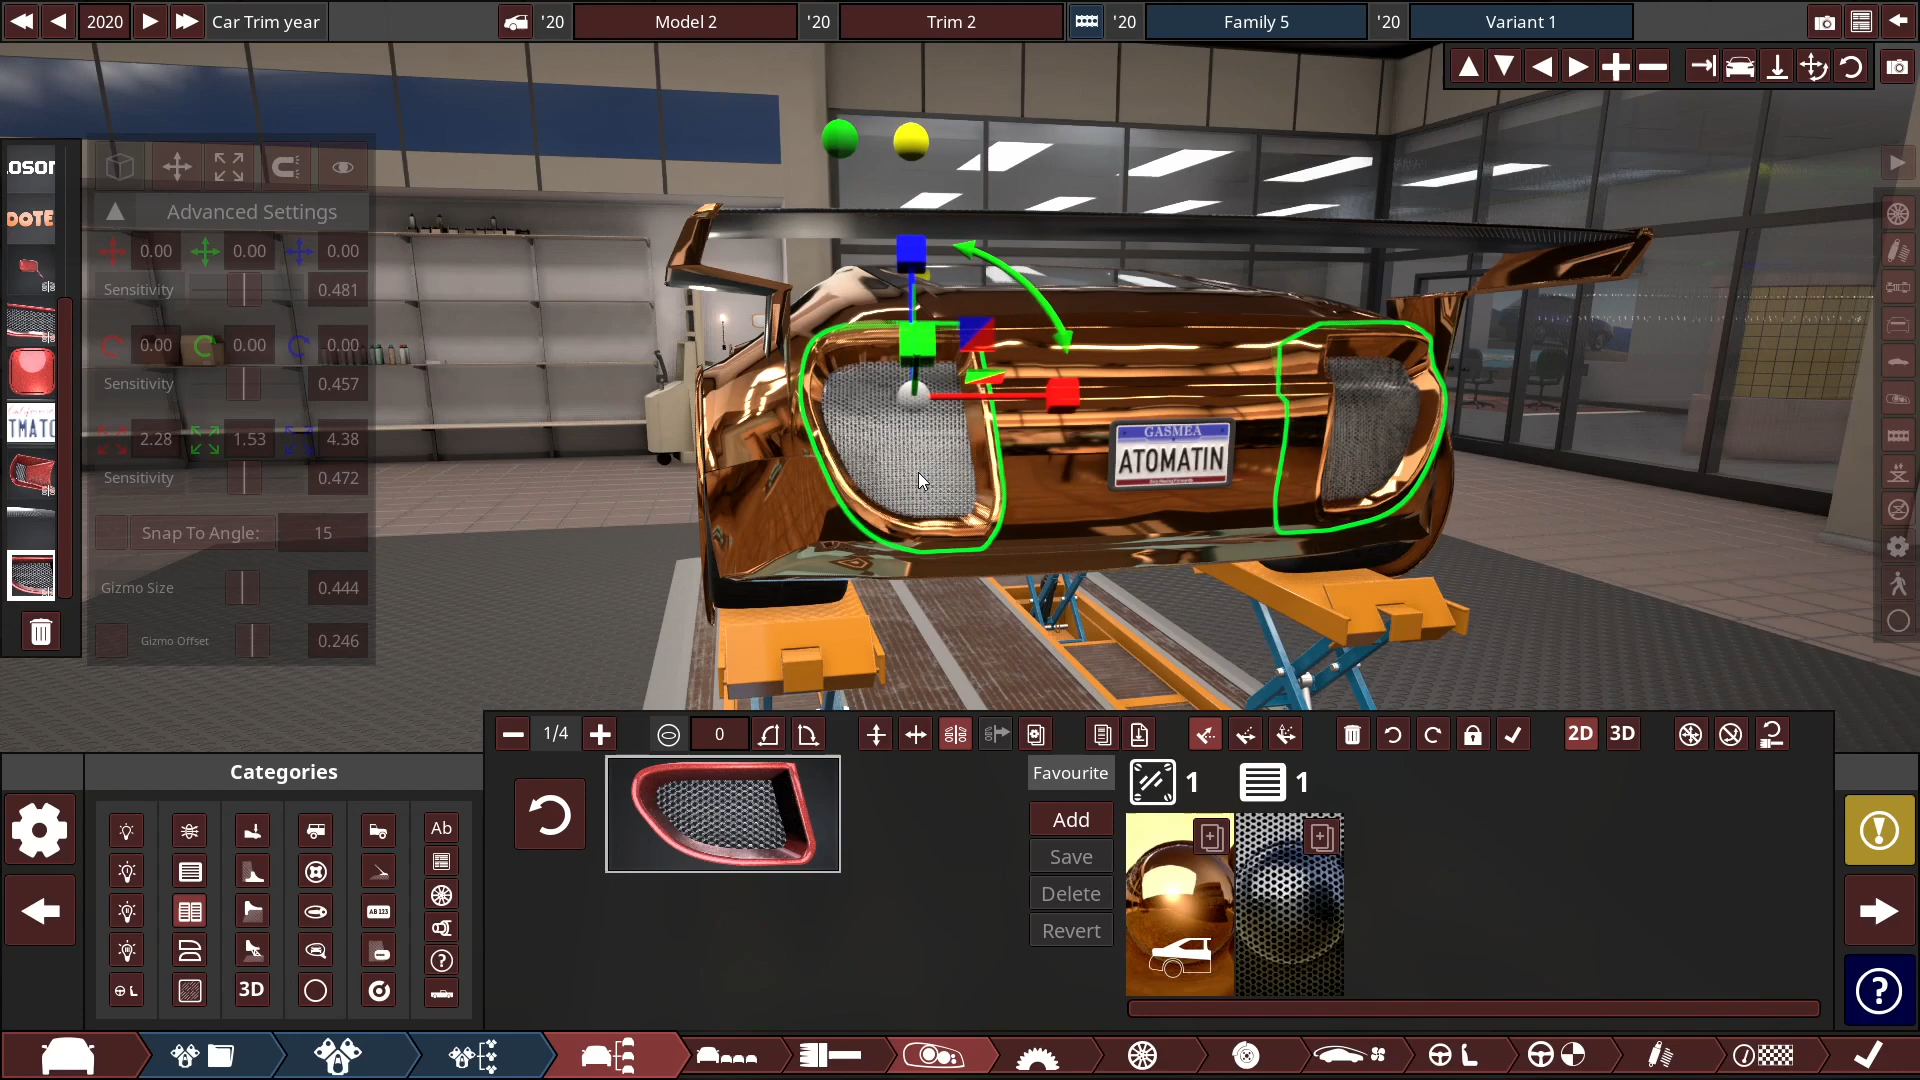 2020
Car Trim year
'20
Model 2
'20
Trim 2
'20
Family 5
'20
Variant 1
Advanced Settings
0.00
0.00
0.00
Sensitivity
0.481
0.00
0.00
0.00
Sensitivity
0.457
2.28
1.53
4.38
Sensitivity
0.472
Snap To Angle:
15
Gizmo Size
0.444
Gizmo Offset
0.246
GASMEA
ATOMATIN
1/4
0
2D
3D
Categories
Ab
AB 123
3D
Favourite
Add
Save
Delete
Revert
1
1